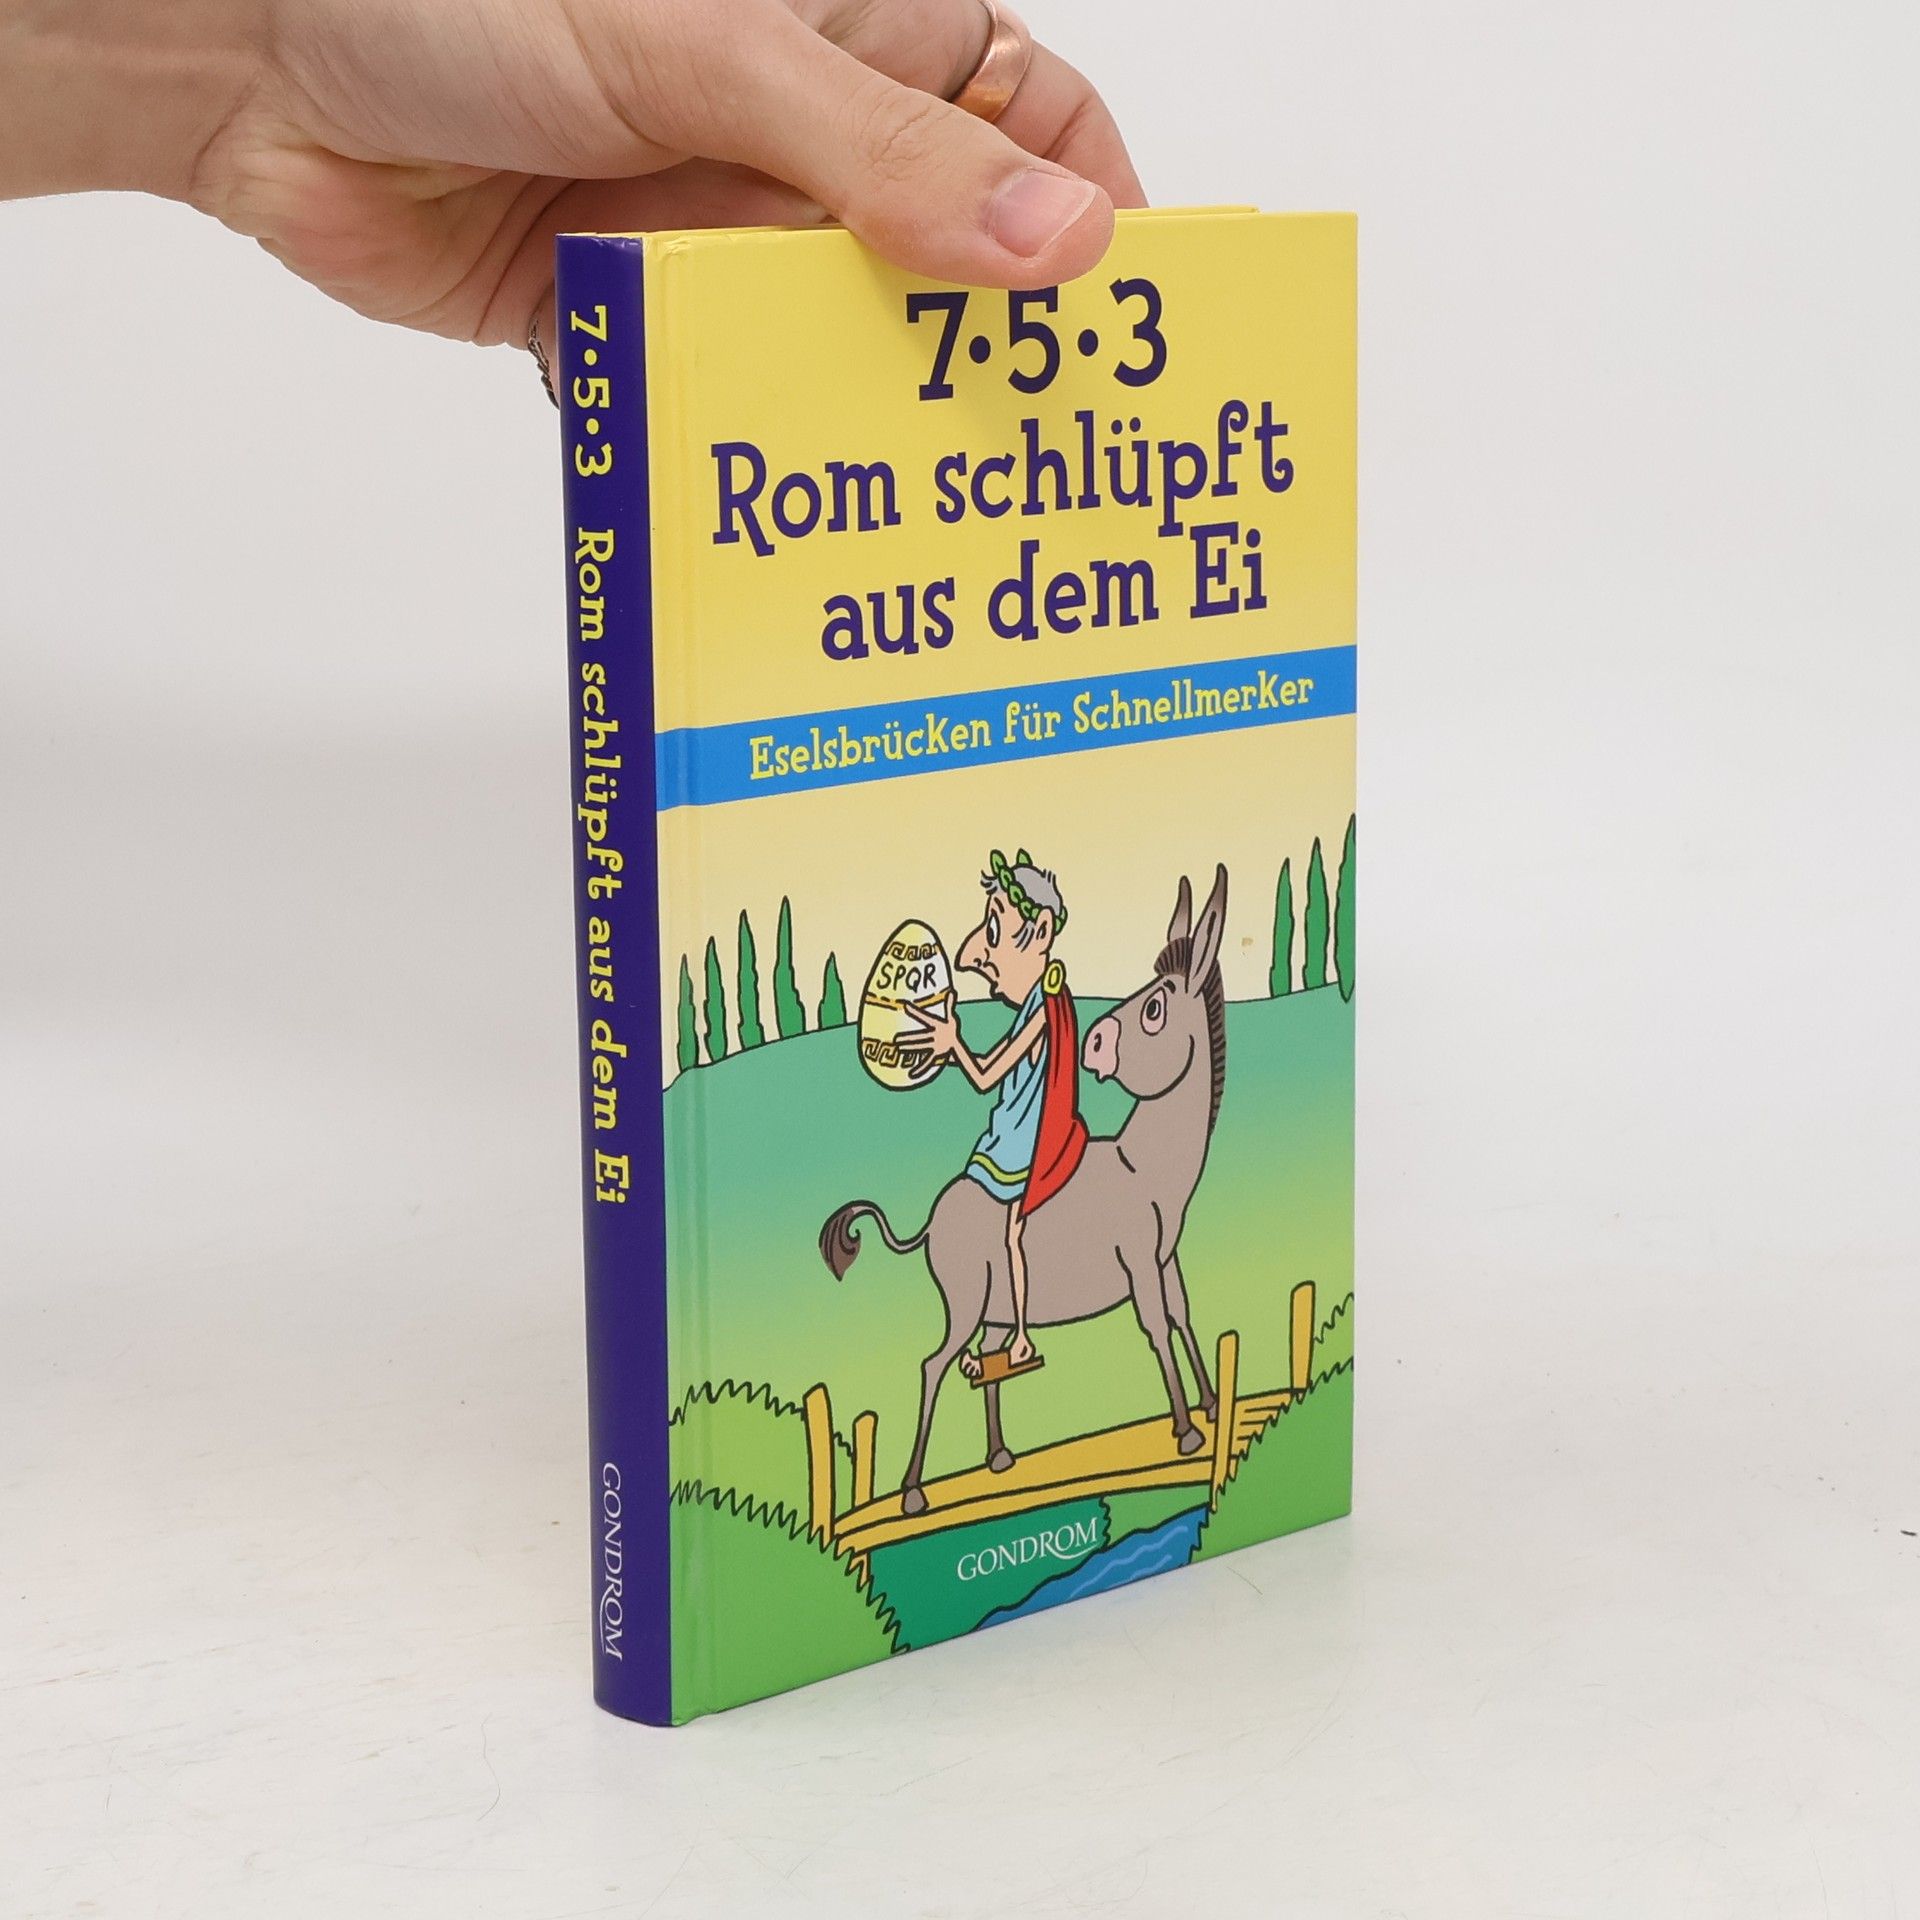 7·5·3 Rom schlüpft aus dem Ei
GONDROM
7·5·3
Rom schlüpft
aus dem Ei
Eselsbrücken für Schnellmerker
SPQR
GONDROM